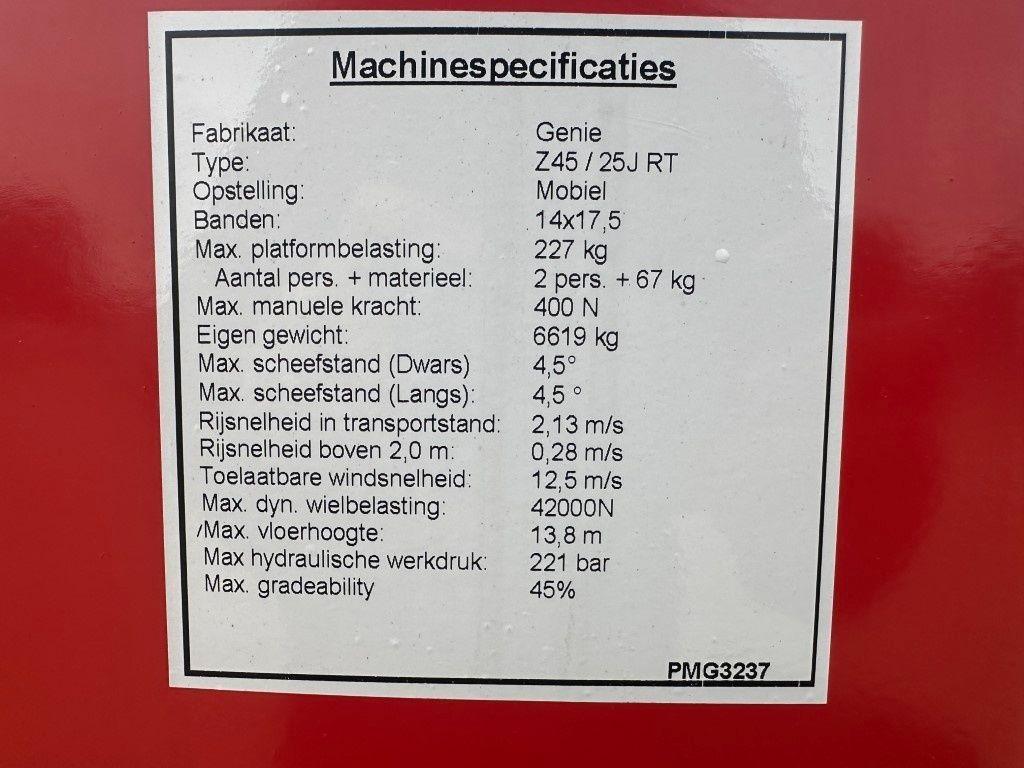 Machinespecificaties
Fabrikaat: Genie
Type: Z45 / 25J RT
Opstelling: Mobiel
Banden: 14x17,5
Max. platformbelasting: 227 kg
Aantal pers. + materieel: 2 pers. + 67 kg
Max. manuele kracht: 400 N
Eigen gewicht: 6619 kg
Max. scheefstand (Dwars) 4,5°
Max. scheefstand (Langs): 4,5 °
Rijsnelheid in transportstand: 2,13 m/s
Rijsnelheid boven 2,0 m: 0,28 m/s
Toelaatbare windsnelheid: 12,5 m/s
Max. dyn. wielbelasting: 42000N
Max. vloerhoogte: 13,8 m
Max hydraulische werkdruk: 221 bar
Max. gradeability 45%
PMG3237